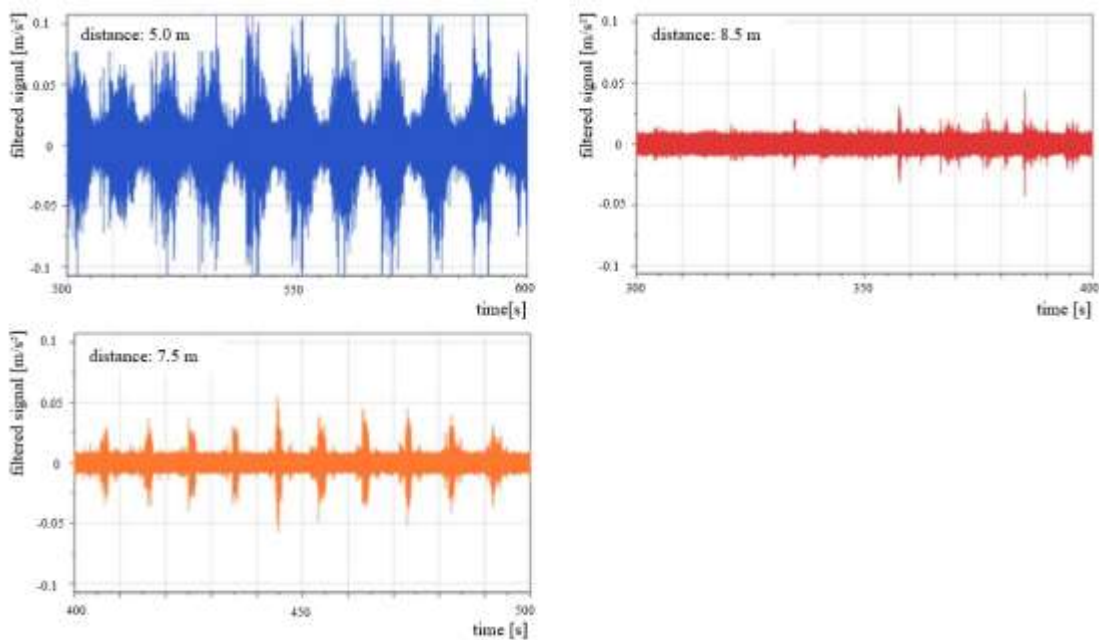 distance: 5.0 m
filtered signal [m/s²]
0.1
0.05
0
-0.05
-0.1
500
550
600
time[s]
distance: 8.5 m
filtered signal [m/s²]
0.1
0.05
0
-0.05
-0.1
300
350
400
time [s]
distance: 7.5 m
filtered signal [m/s²]
0.1
0.05
0
-0.05
-0.1
400
450
500
time [s]